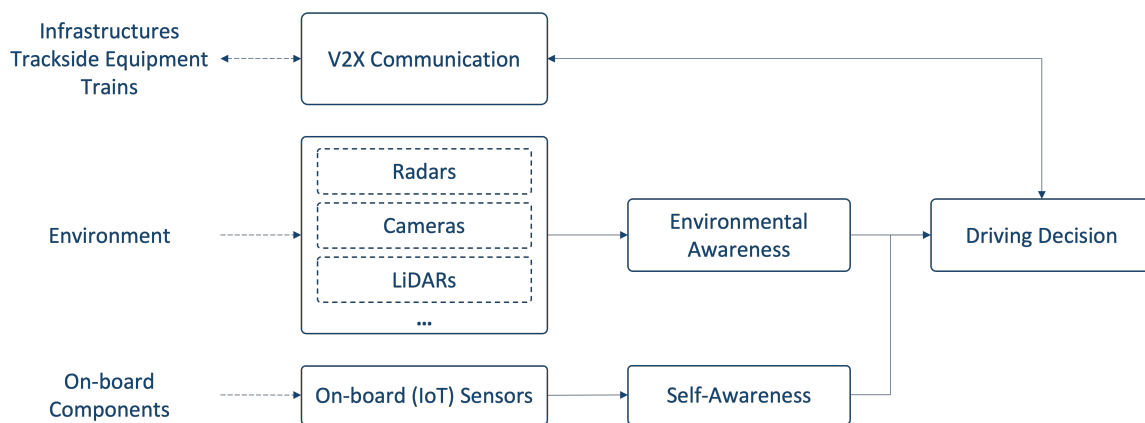 Infrastructures
Trackside Equipment
Trains
V2X Communication
Radars
Cameras
LiDARs
...
Environment
Environmental
Awareness
Driving Decision
On-board
Components
On-board (IoT) Sensors
Self-Awareness